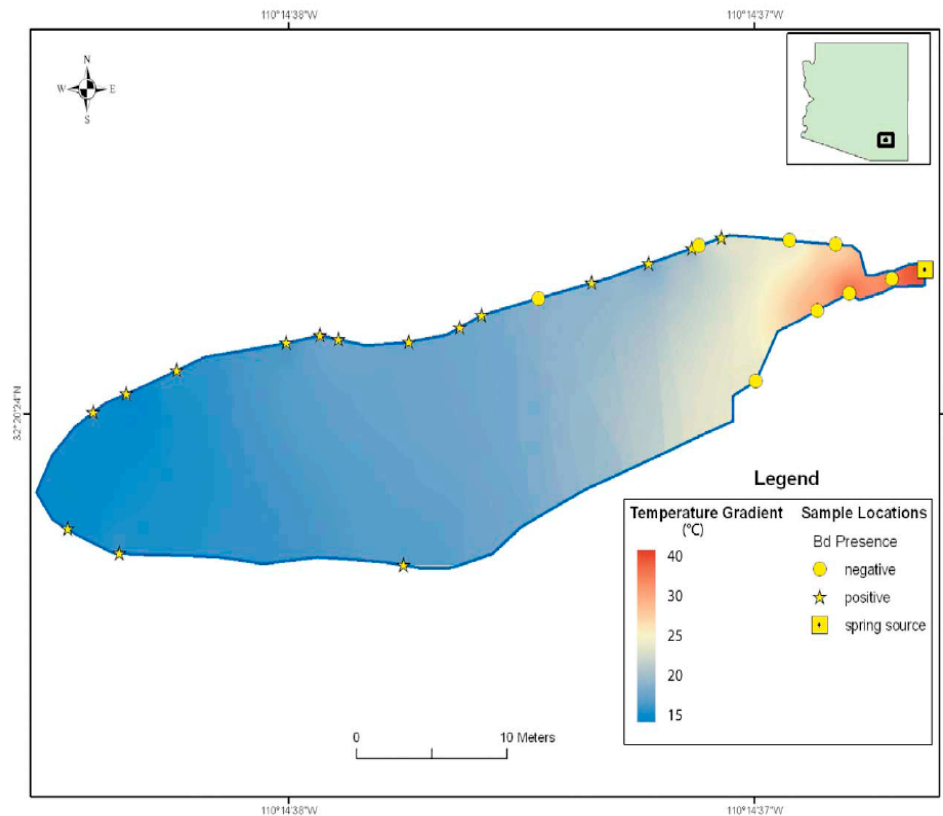 110°14'38"W 110°14'37"W
N
W E
S
32°20'24"N
Legend
Temperature Gradient Sample Locations
(°C)
Bd Presence
40
negative
30
positive
25
spring source
20
15
0 10 Meters
110°14'38"W 110°14'37"W